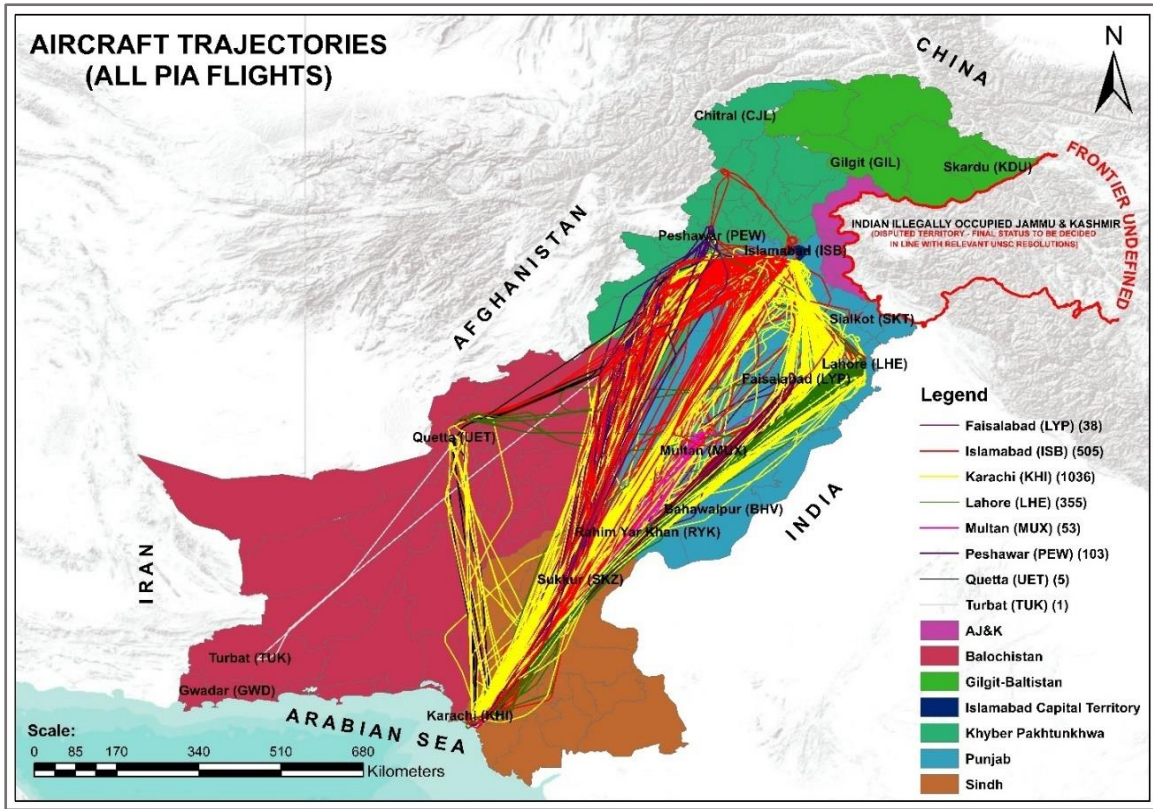 AIRCRAFT TRAJECTORIES
(ALL PIA FLIGHTS)
CHINA
N
Chitral (CJL)
Gilgit (GIL)
Skardu (KDU)
FRONTIER UNDEFINED
INDIAN ILLEGALLY OCCUPIED JAMMU & KASHMIR
(DISPUTED TERRITORY - FINAL STATUS TO BE DECIDED
IN LINE WITH RELEVANT UNSC RESOLUTIONS)
Peshawar (PEW)
Islamabad (ISB)
AFGHANISTAN
Sialkot (SKT)
Lahore (LHE)
Faisalabad (LYP)
Quetta (UET)
Multan (MUX)
Bahawalpur (BHV)
INDIA
Rahim Yar Khan (RYK)
IRAN
Sukkur (SKZ)
Turbat (TUK)
Gwadar (GWD)
Karachi (KHI)
ARABIAN SEA
Scale:
0 85 170 340 510 680
Kilometers
Legend
Faisalabad (LYP) (38)
Islamabad (ISB) (505)
Karachi (KHI) (1036)
Lahore (LHE) (355)
Multan (MUX) (53)
Peshawar (PEW) (103)
Quetta (UET) (5)
Turbat (TUK) (1)
AJ&K
Balochistan
Gilgit-Baltistan
Islamabad Capital Territory
Khyber Pakhtunkhwa
Punjab
Sindh